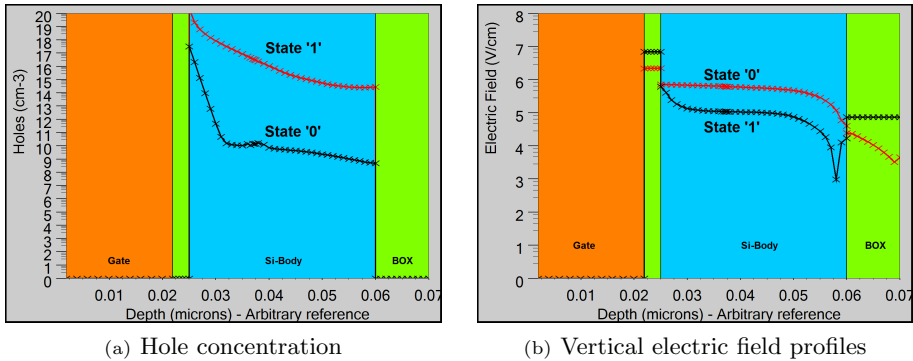 20
19
18
17
16
15
14
13
12
11
10
9
8
7
6
5
4
3
2
1
0
Holes (cm-3)
State '1'
State '0'
Gate
Si-Body
BOX
0.01 0.02 0.03 0.04 0.05 0.06 0.07
Depth (microns) - Arbitrary reference
(a) Hole concentration
8
7
6
5
4
3
2
1
0
Electric Field (V/cm)
State '0'
State '1'
Gate
Si-Body
BOX
0.01 0.02 0.03 0.04 0.05 0.06 0.07
Depth (microns) - Arbitrary reference
(b) Vertical electric field profiles